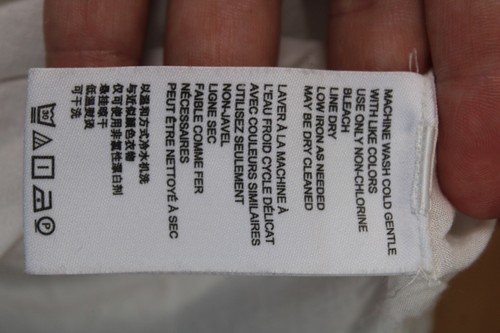 MACHINE WASH COLD GENTLE
WITH LIKE COLORS
USE ONLY NON-CHLORINE
BLEACH
LINE DRY
LOW IRON AS NEEDED
MAY BE DRY CLEANED
LAVER À LA MACHINE À
L'EAU FROID CYCLE DÉLICAT
AVEC COULEURS SIMILAIRES
UTILISEZ SEULEMENT
NON-JAVEL
LIGNE SEC
FAIBLE COMME FER
NÉCESSAIRES
PEUT ÊTRE NETTOYÉ À SEC
以温和方式冷水机洗
与近似颜色衣物
仅可使用非氯性漂白剂
悬挂晾干
低温熨烫
可干洗
30
P